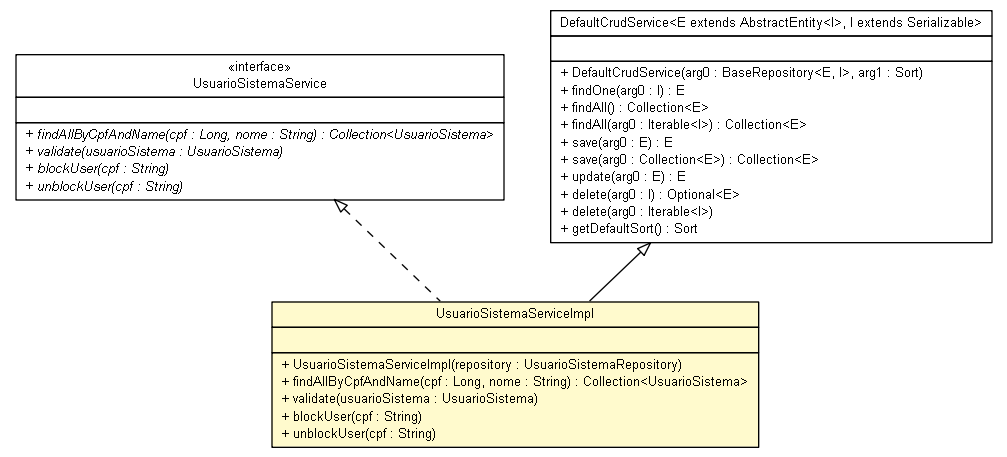 «interface»
UsuarioSistemaService
+ findAllByCpfAndName(cpf : Long, nome : String) : Collection<UsuarioSistema>
+ validate(usuarioSistema : UsuarioSistema)
+ blockUser(cpf : String)
+ unblockUser(cpf : String)
DefaultCrudService<E extends AbstractEntity<I>, I extends Serializable>
+ DefaultCrudService(arg0 : BaseRepository<E, I>, arg1 : Sort)
+ findOne(arg0 : I) : E
+ findAll() : Collection<E>
+ findAll(arg0 : Iterable<I>) : Collection<E>
+ save(arg0 : E) : E
+ save(arg0 : Collection<E>) : Collection<E>
+ update(arg0 : E) : E
+ delete(arg0 : I) : Optional<E>
+ delete(arg0 : Iterable<I>)
+ getDefaultSort() : Sort
UsuarioSistemaServiceImpl
+ UsuarioSistemaServiceImpl(repository : UsuarioSistemaRepository)
+ findAllByCpfAndName(cpf : Long, nome : String) : Collection<UsuarioSistema>
+ validate(usuarioSistema : UsuarioSistema)
+ blockUser(cpf : String)
+ unblockUser(cpf : String)